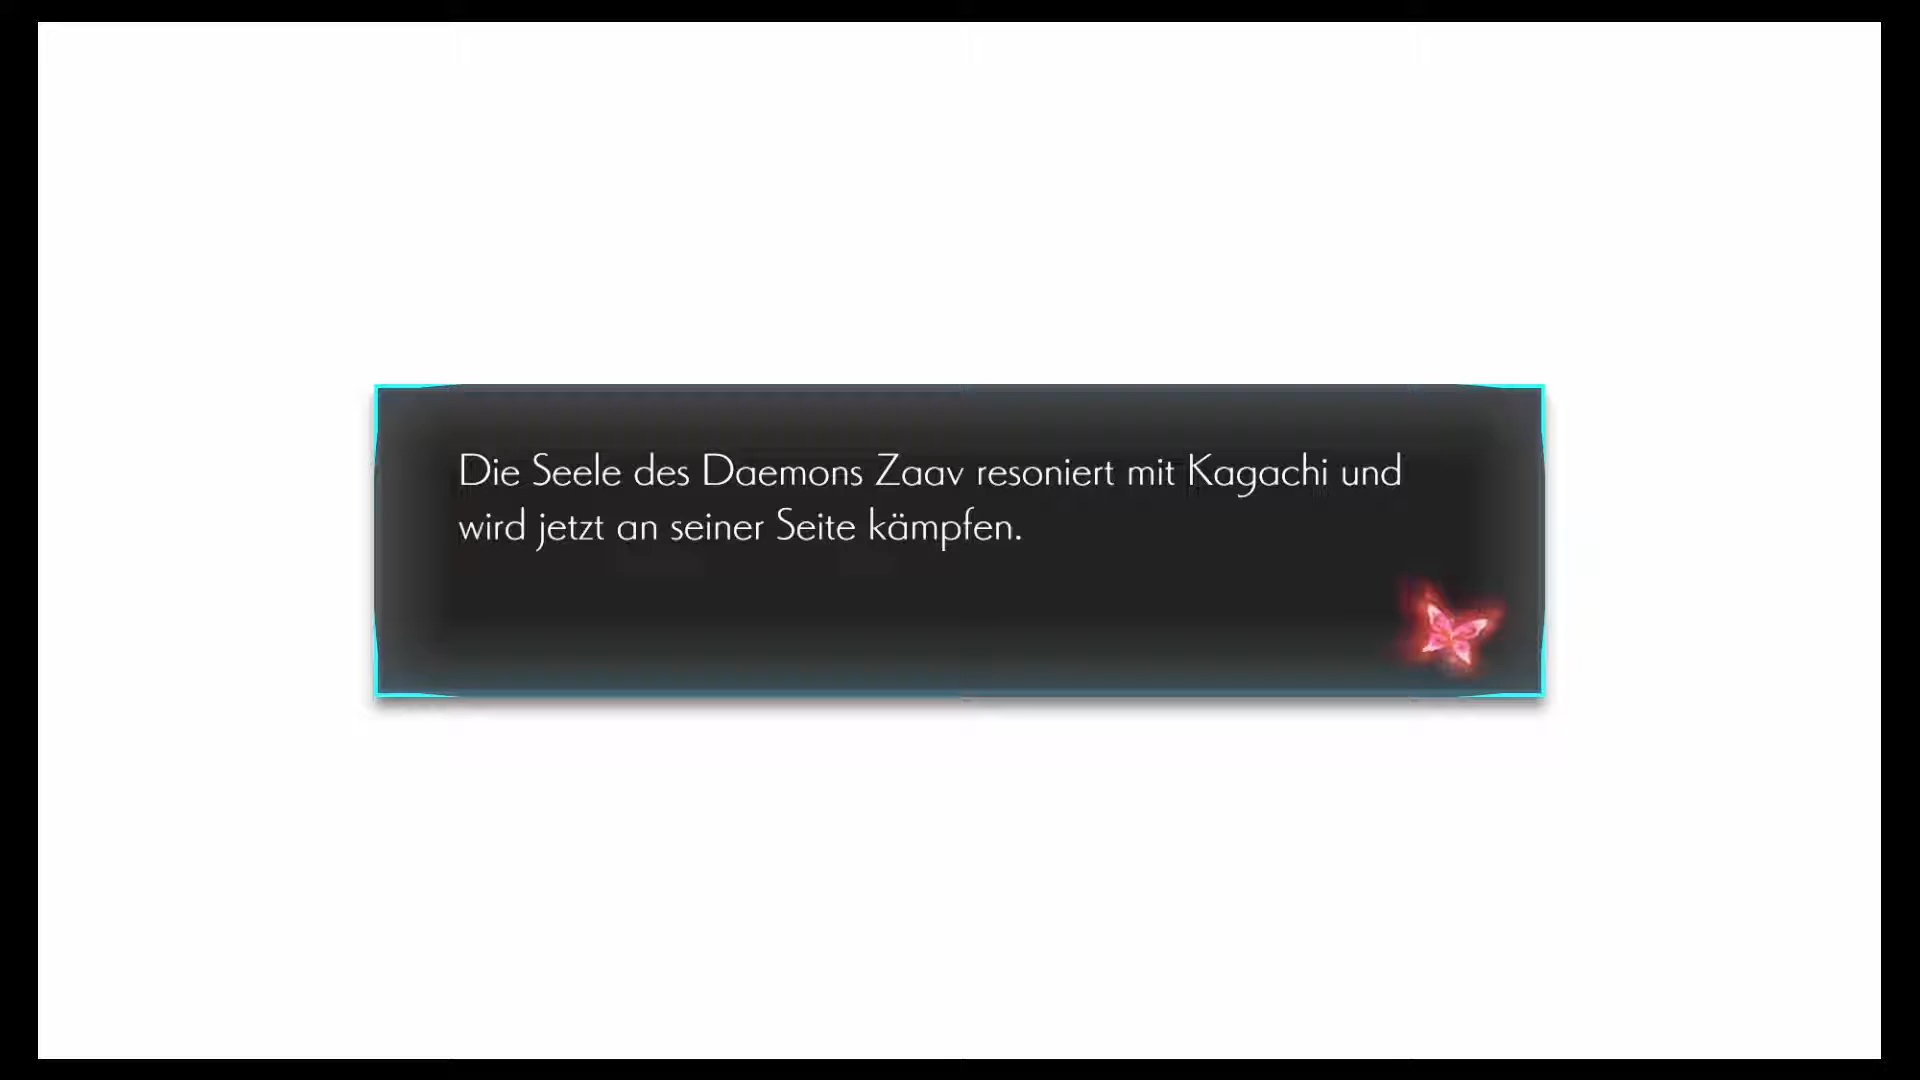 Die Seele des Daemons Zaav resoniert mit Kagachi und
wird jetzt an seiner Seite kämpfen.